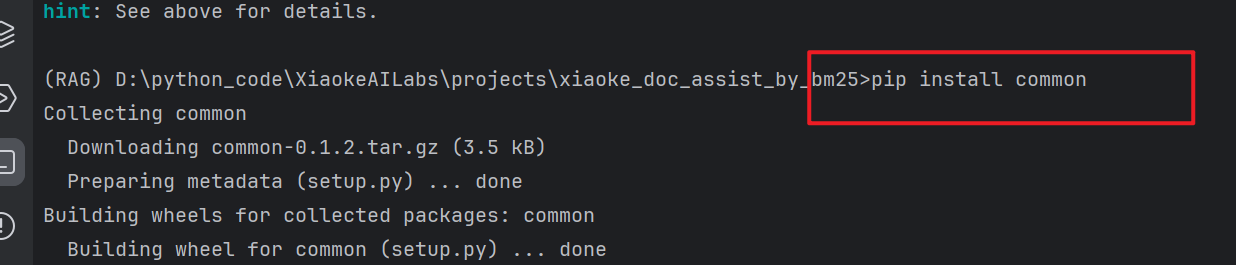 hint: See above for details.
(RAG) D:\python_code\XiaokeAILabs\projects\xiaoke_doc_assist_by_bm25>pip install common
Collecting common
  Downloading common-0.1.2.tar.gz (3.5 kB)
  Preparing metadata (setup.py) ... done
Building wheels for collected packages: common
  Building wheel for common (setup.py) ... done